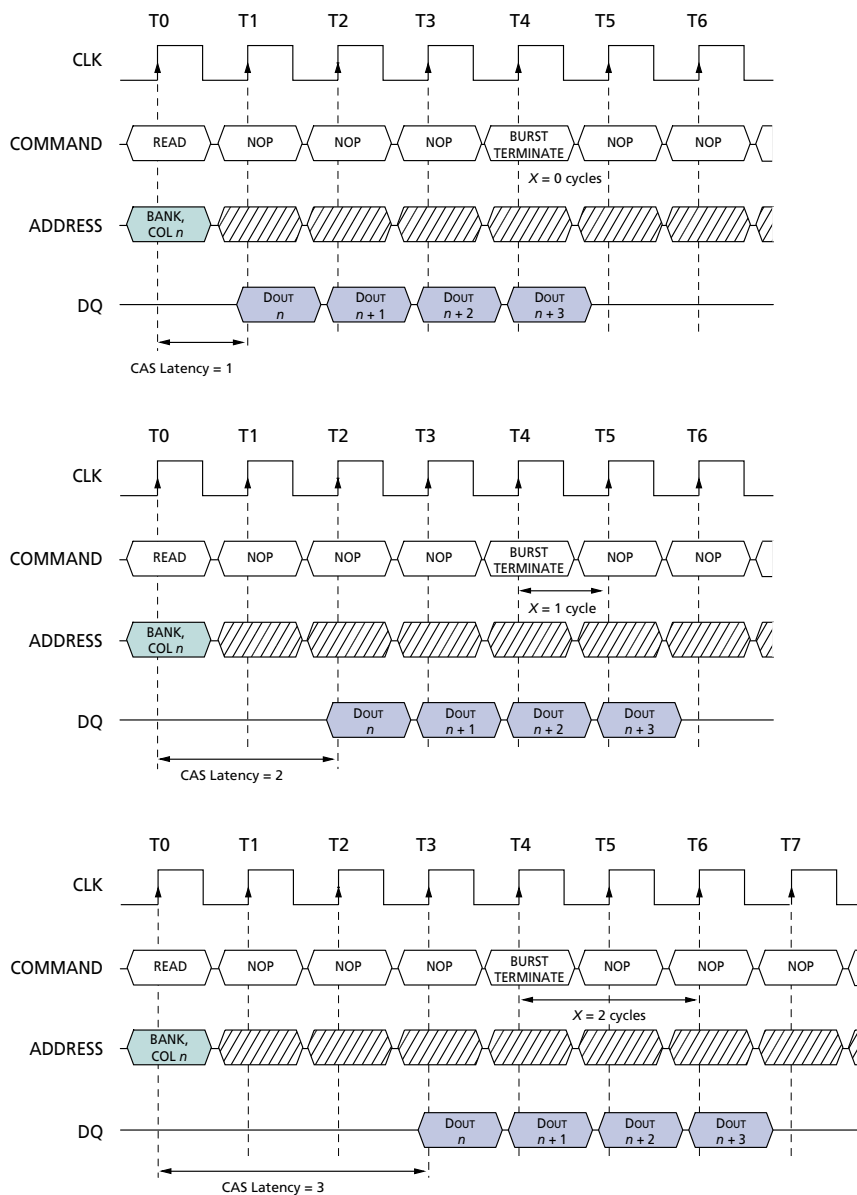 T0 T1 T2 T3 T4 T5 T6
CLK
COMMAND READ NOP NOP NOP BURST TERMINATE NOP NOP
X = 0 cycles
ADDRESS BANK, COL n
DQ DOUT n DOUT n + 1 DOUT n + 2 DOUT n + 3
CAS Latency = 1
T0 T1 T2 T3 T4 T5 T6
CLK
COMMAND READ NOP NOP NOP BURST TERMINATE NOP NOP
X = 1 cycle
ADDRESS BANK, COL n
DQ DOUT n DOUT n + 1 DOUT n + 2 DOUT n + 3
CAS Latency = 2
T0 T1 T2 T3 T4 T5 T6 T7
CLK
COMMAND READ NOP NOP NOP BURST TERMINATE NOP NOP NOP
X = 2 cycles
ADDRESS BANK, COL n
DQ DOUT n DOUT n + 1 DOUT n + 2 DOUT n + 3
CAS Latency = 3